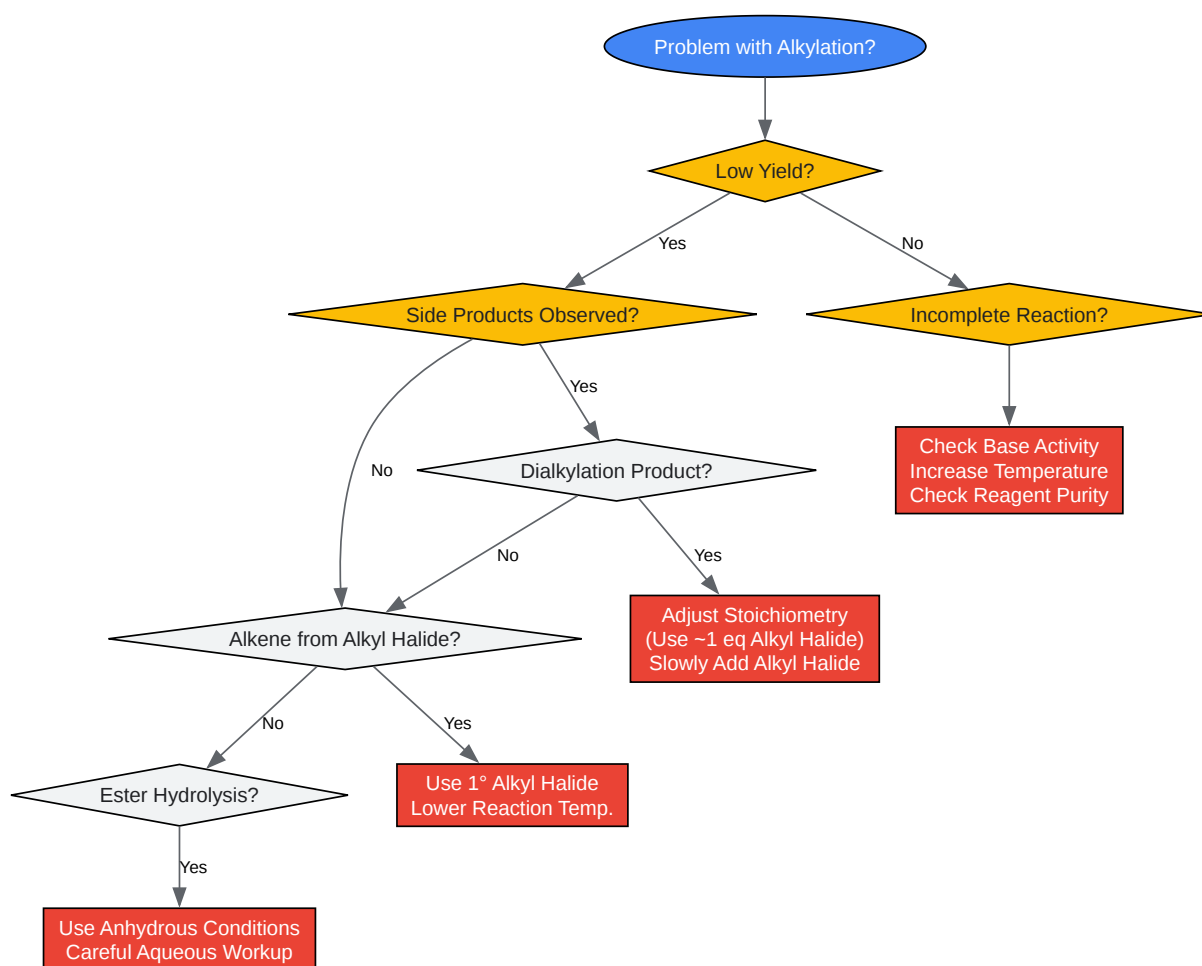 Problem with Alkylation?
Low Yield?
Yes
No
Side Products Observed?
Incomplete Reaction?
Yes
No
Check Base Activity
Increase Temperature
Check Reagent Purity
Dialkylation Product?
No
Yes
Adjust Stoichiometry
(Use ~1 eq Alkyl Halide)
Slowly Add Alkyl Halide
Alkene from Alkyl Halide?
No
Yes
Use 1° Alkyl Halide
Lower Reaction Temp.
Ester Hydrolysis?
Yes
Use Anhydrous Conditions
Careful Aqueous Workup